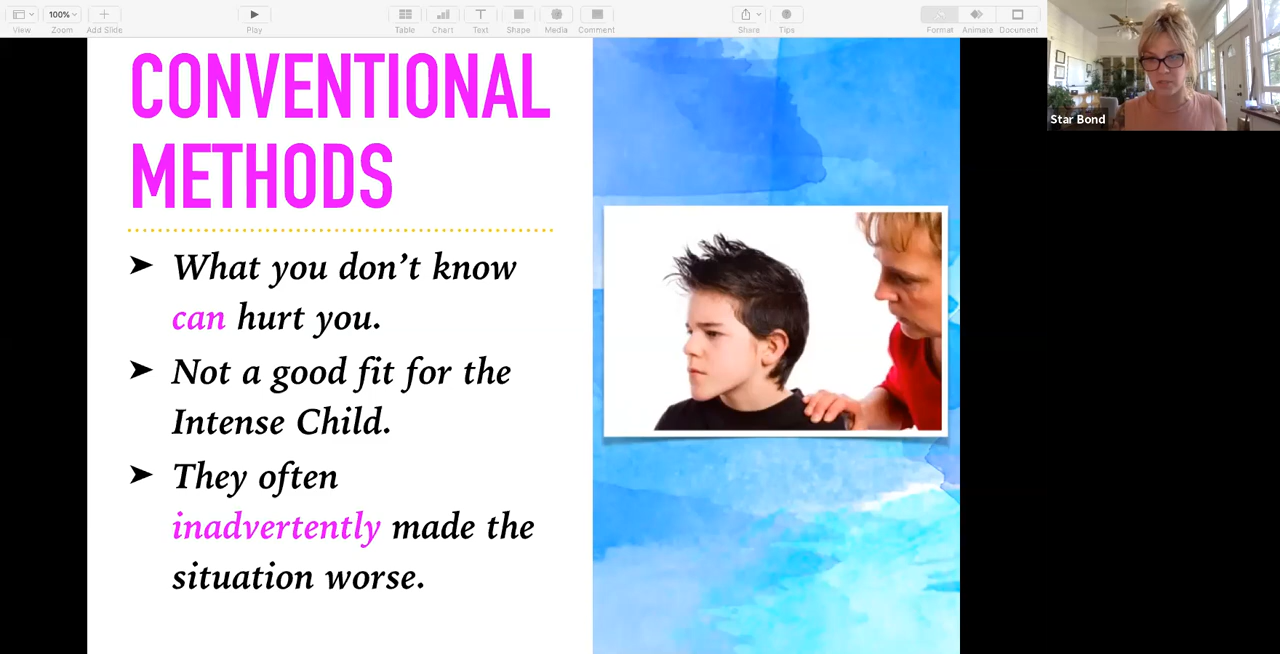 View
100%
Zoom
Add Slide
Play
Table
Chart
Text
Shape
Media
Comment
Share
Tips
Format
Animate
Document
Star Bond
CONVENTIONAL
METHODS
➤ What you don’t know
can hurt you.
➤ Not a good fit for the
Intense Child.
➤ They often
inadvertently made the
situation worse.